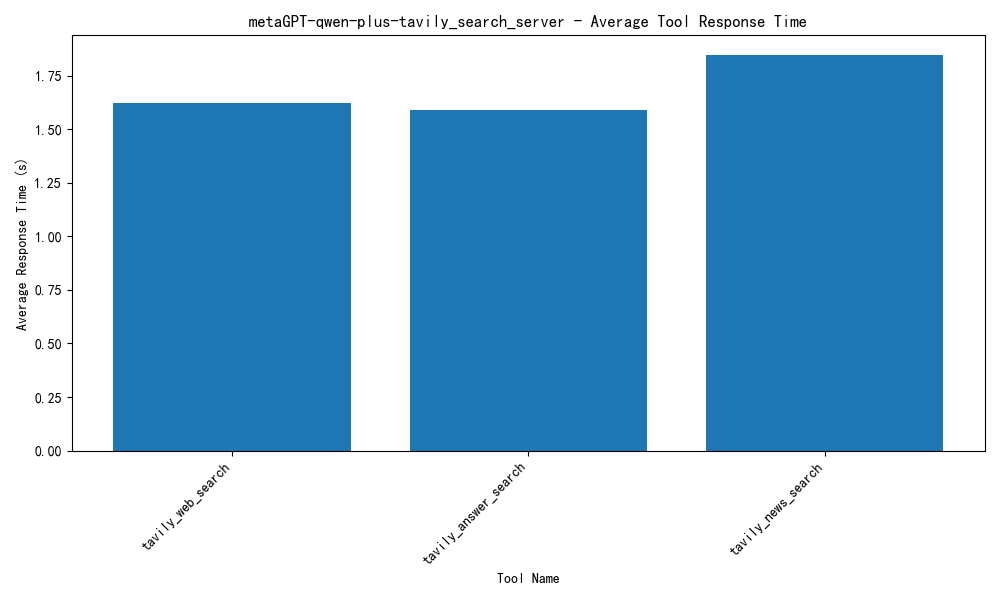 metaGPT-qwen-plus-tavily_search_server - Average Tool Response Time
Average Response Time (s)
1.75
1.50
1.25
1.00
0.75
0.50
0.25
0.00
tavily_web_search
tavily_answer_search
tavily_news_search
Tool Name